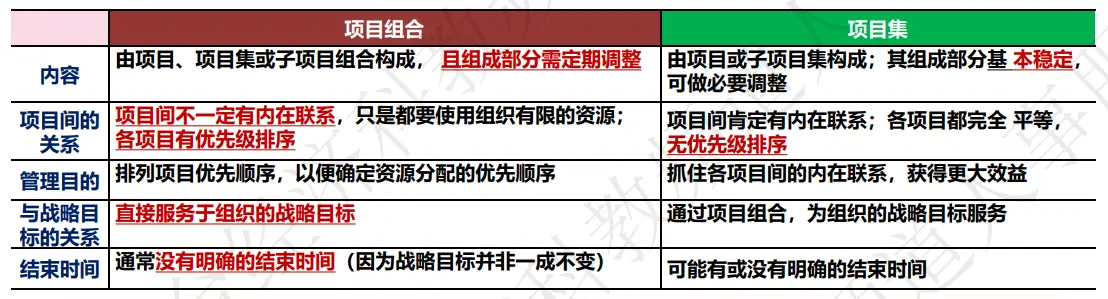 项目组合
项目集
内容
由项目、项目集或子项目组合构成， 且组成部分需定期调整
由项目或子项目集构成；其组成部分基 本稳定，
可做必要调整
项目间的
关系
项目间不一定有内在联系，只是都要使用组织有限的资源；
各项目有优先级排序
项目间肯定有内在联系；各项目都完全 平等，
无优先级排序
管理目的
排列项目优先顺序，以便确定资源分配的优先顺序
抓住各项目间的内在联系，获得更大效益
与战略目
标的关系
直接服务于组织的战略目标
通过项目组合，为组织的战略目标服务
结束时间
通常没有明确的结束时间（因为战略目标并非一成不变）
可能有或没有明确的结束时间